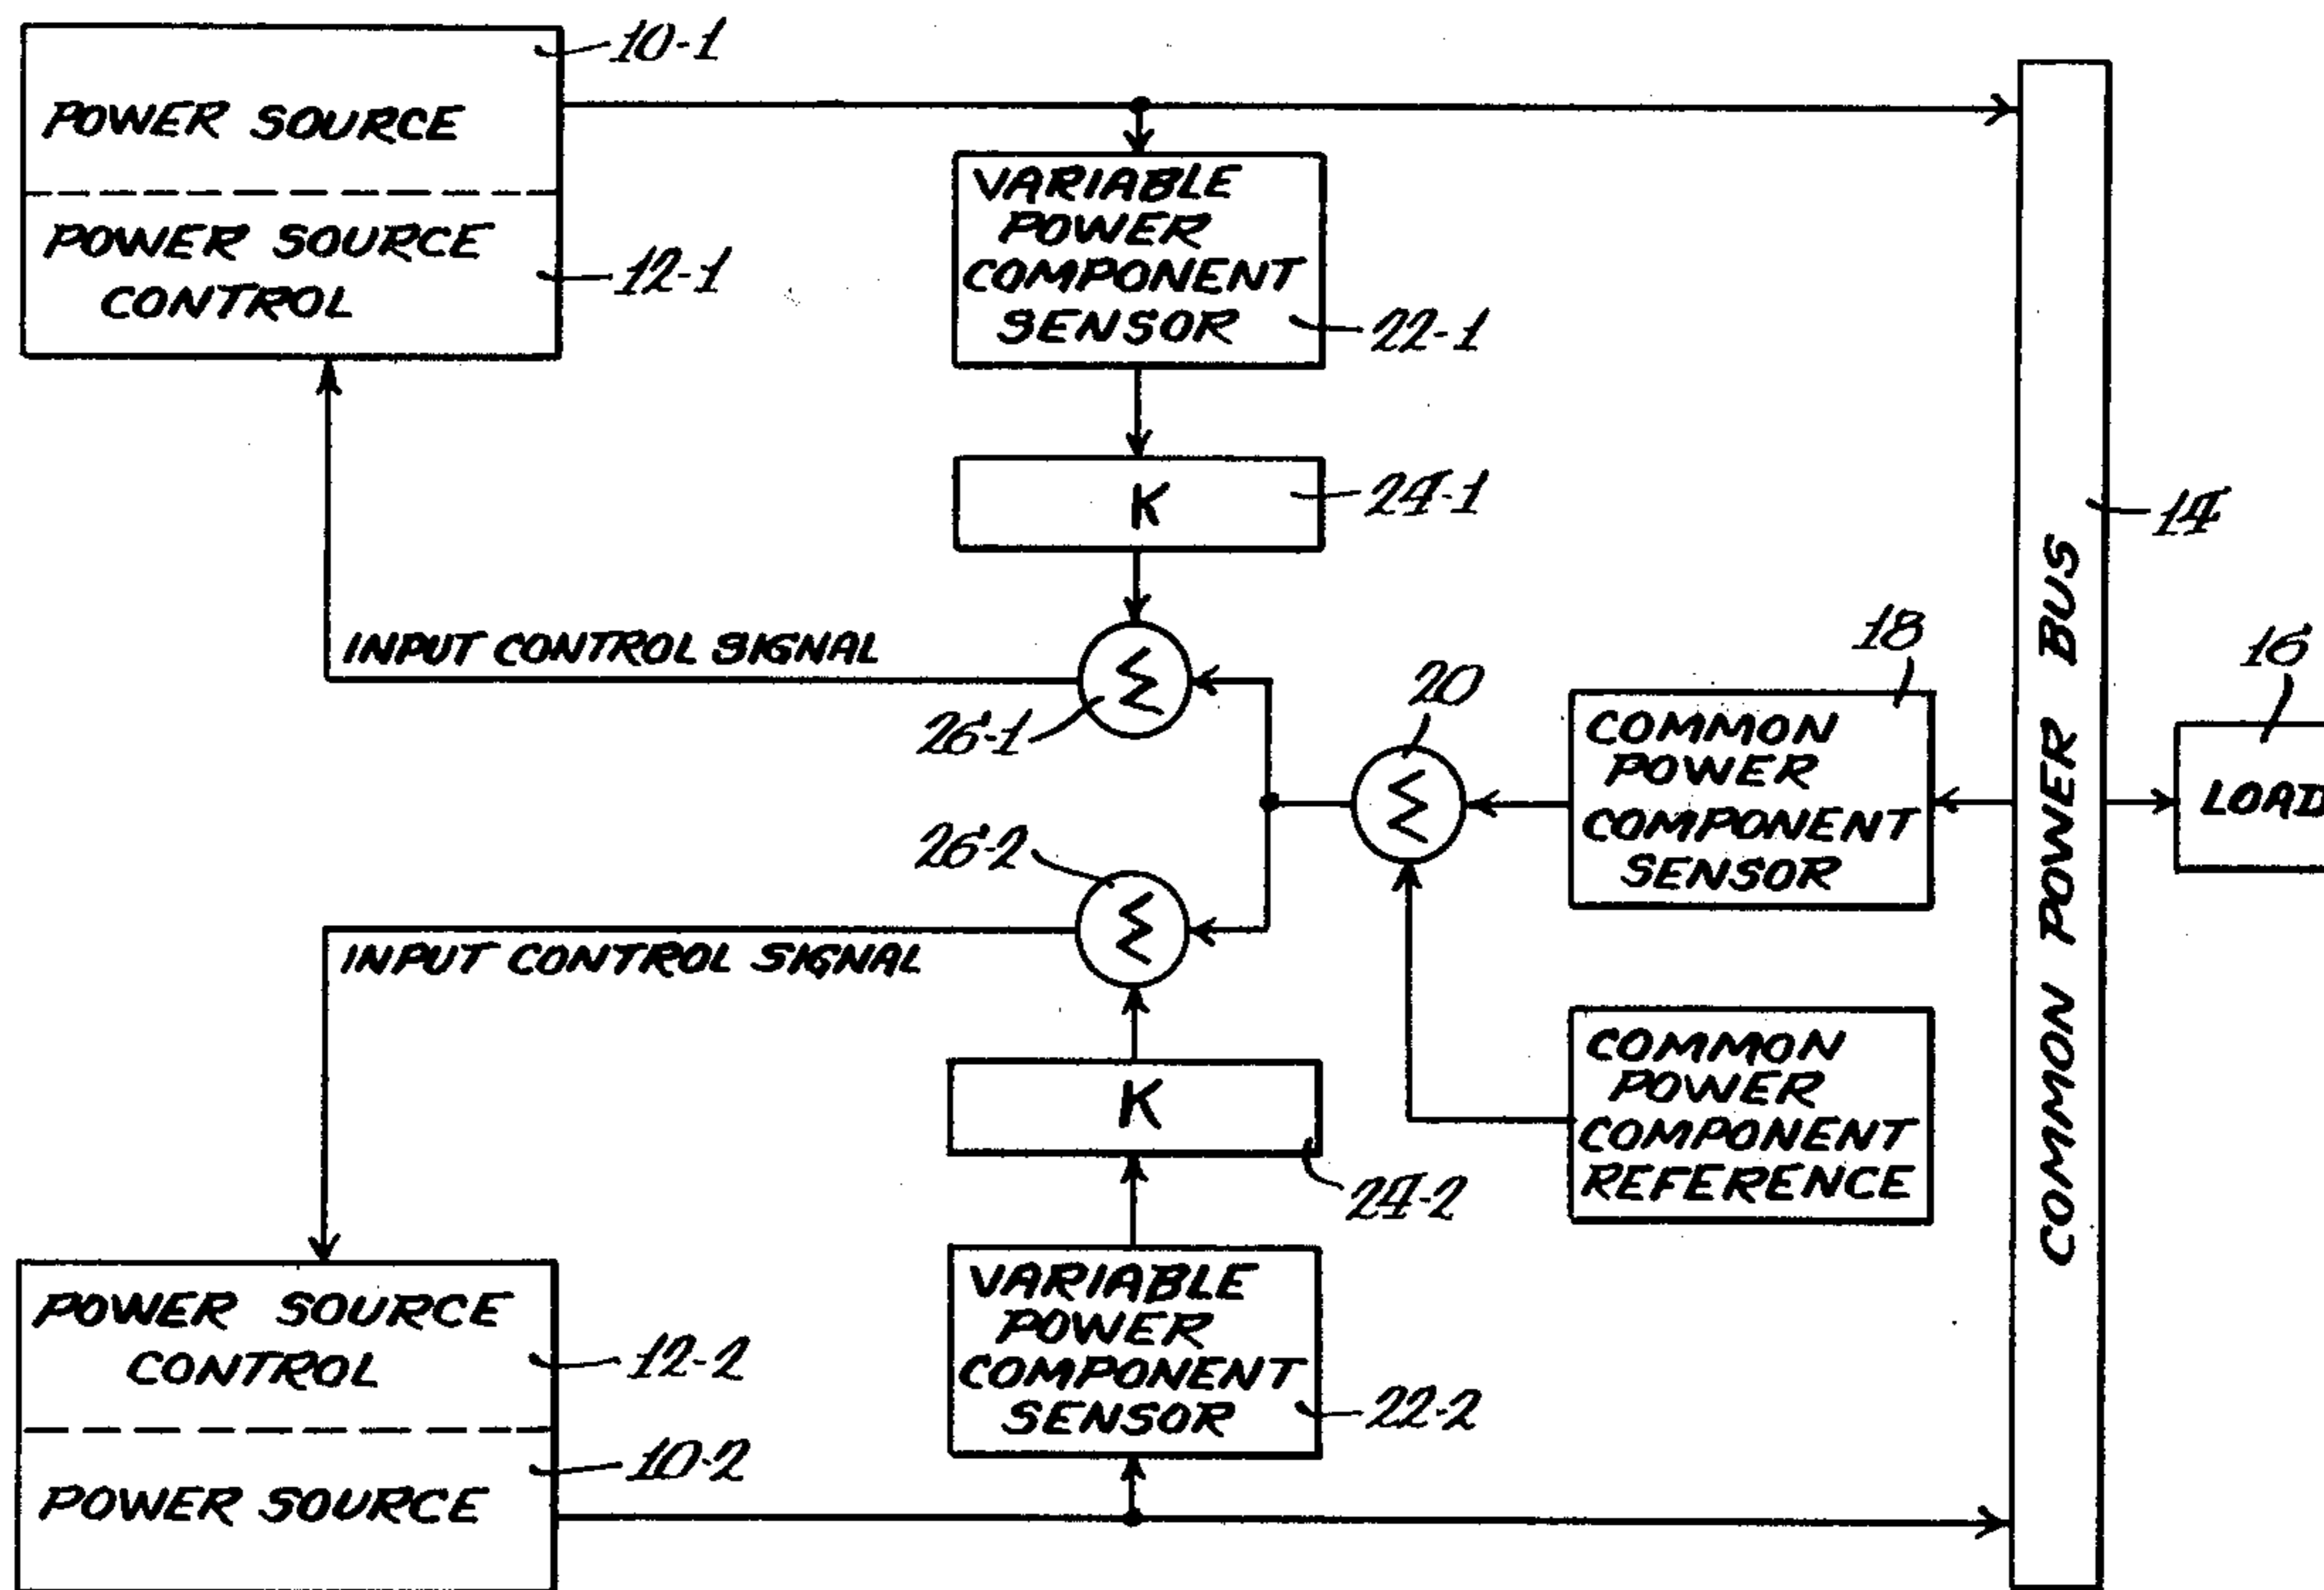 10-1
POWER SOURCE
POWER SOURCE
CONTROL
12-1
VARIABLE
POWER
COMPONENT
SENSOR
22-1
K
24-1
INPUT CONTROL SIGNAL
Σ
26-1
COMMON POWER BUS
14
18
COMMON
POWER
COMPONENT
SENSOR
16
LOAD
20
Σ
26-2
Σ
INPUT CONTROL SIGNAL
COMMON
POWER
COMPONENT
REFERENCE
K
24-2
POWER SOURCE
CONTROL
12-2
10-2
POWER SOURCE
VARIABLE
POWER
COMPONENT
SENSOR
22-2